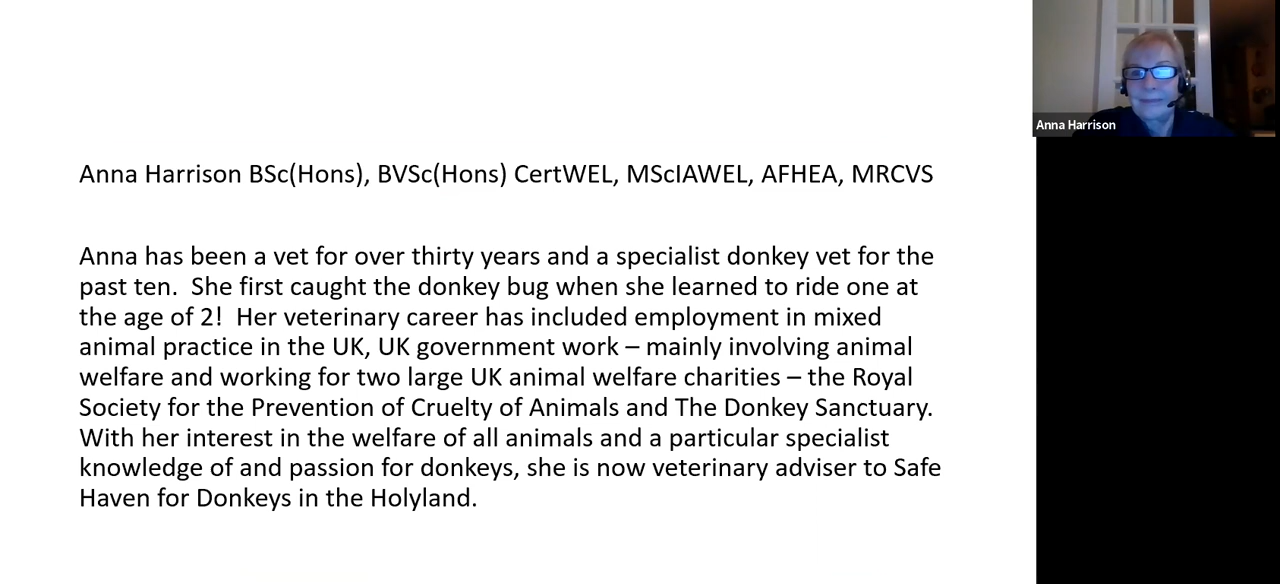 Anna Harrison BSc(Hons), BVSc(Hons) CertWEL, MScIAWEL, AFHEA, MRCVS
Anna has been a vet for over thirty years and a specialist donkey vet for the
past ten.  She first caught the donkey bug when she learned to ride one at
the age of 2!  Her veterinary career has included employment in mixed
animal practice in the UK, UK government work – mainly involving animal
welfare and working for two large UK animal welfare charities – the Royal
Society for the Prevention of Cruelty of Animals and The Donkey Sanctuary.
With her interest in the welfare of all animals and a particular specialist
knowledge of and passion for donkeys, she is now veterinary adviser to Safe
Haven for Donkeys in the Holyland.
Anna Harrison